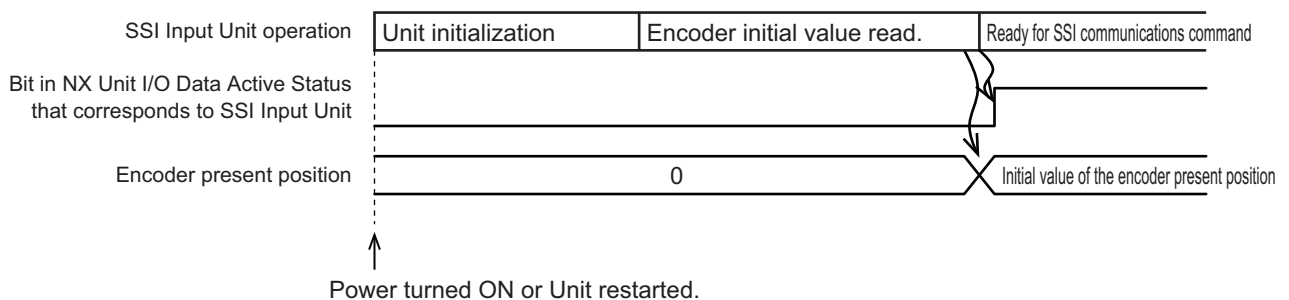 SSI Input Unit operation
Unit initialization
Encoder initial value read.
Ready for SSI communications command
Bit in NX Unit I/O Data Active Status
that corresponds to SSI Input Unit
Encoder present position
0
Initial value of the encoder present position
Power turned ON or Unit restarted.